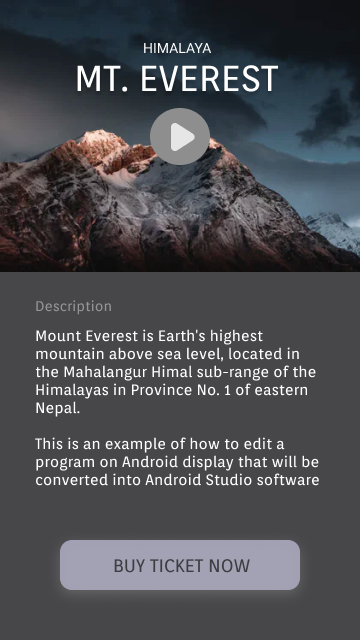 HIMALAYA
MT. EVEREST
Description
Mount Everest is Earth's highest
mountain above sea level, located in
the Mahalangur Himal sub-range of the
Himalayas in Province No. 1 of eastern
Nepal.
This is an example of how to edit a
program on Android display that will be
converted into Android Studio software
BUY TICKET NOW